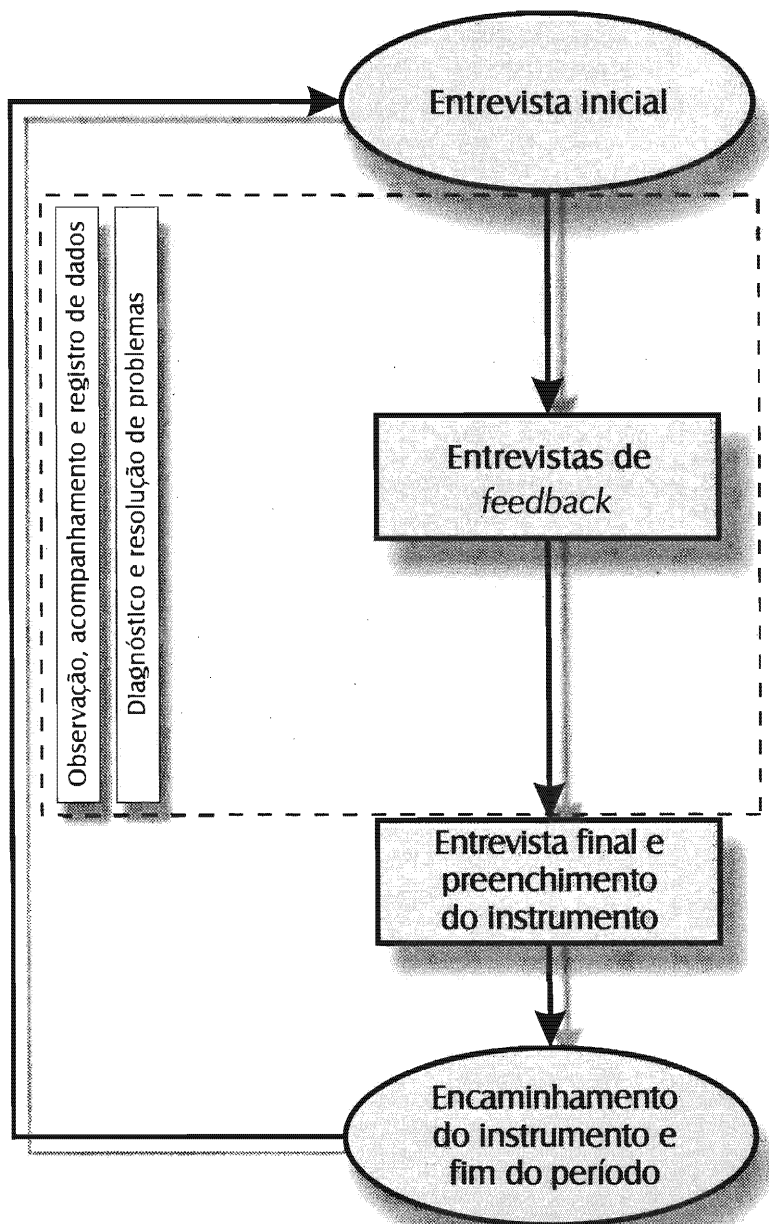 Entrevista inicial
Observação, acompanhamento e registro de dados
Diagnóstico e resolução de problemas
Entrevistas de
feedback
Entrevista final e
preenchimento
do instrumento
Encaminhamento
do instrumento e
fim do período